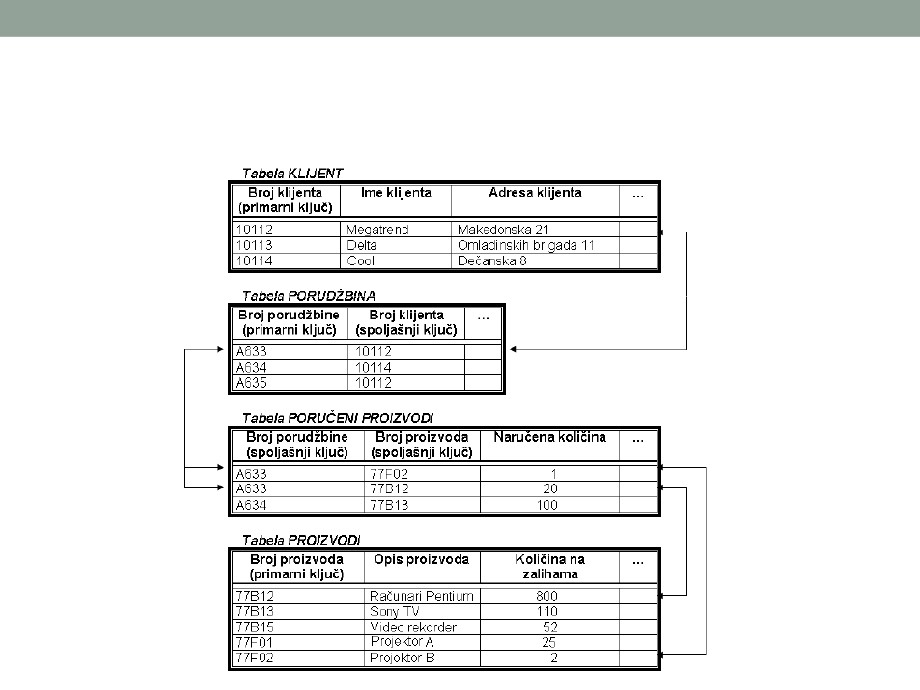 Tabela KLIJENT
Broj klijenta Ime klijenta Adresa klijenta ...
(primarni ključ)
10112 Megatrend Makedonska 21
10113 Delta Omladinskih brigada 11
10114 Cool Dečanska 8
Tabela PORUDŽBINA
Broj porudžbine Broj klijenta ...
(primarni ključ) (spoljašnji ključ)
A633 10112
A634 10114
A635 10112
Tabela PORUČENI PROIZVODI
Broj porudžbine Broj proizvoda Naručena količina ...
(spoljašnji ključ) (spoljašnji ključ)
A633 77F02 1
A633 77B12 20
A634 77B13 100
Tabela PROIZVODI
Broj proizvoda Opis proizvoda Količina na ...
(primarni ključ) zalihama
77B12 Računari Pentium 800
77B13 Sony TV 110
77B15 Video rekorder 52
77F01 Projektor A 25
77F02 Projektor B 2